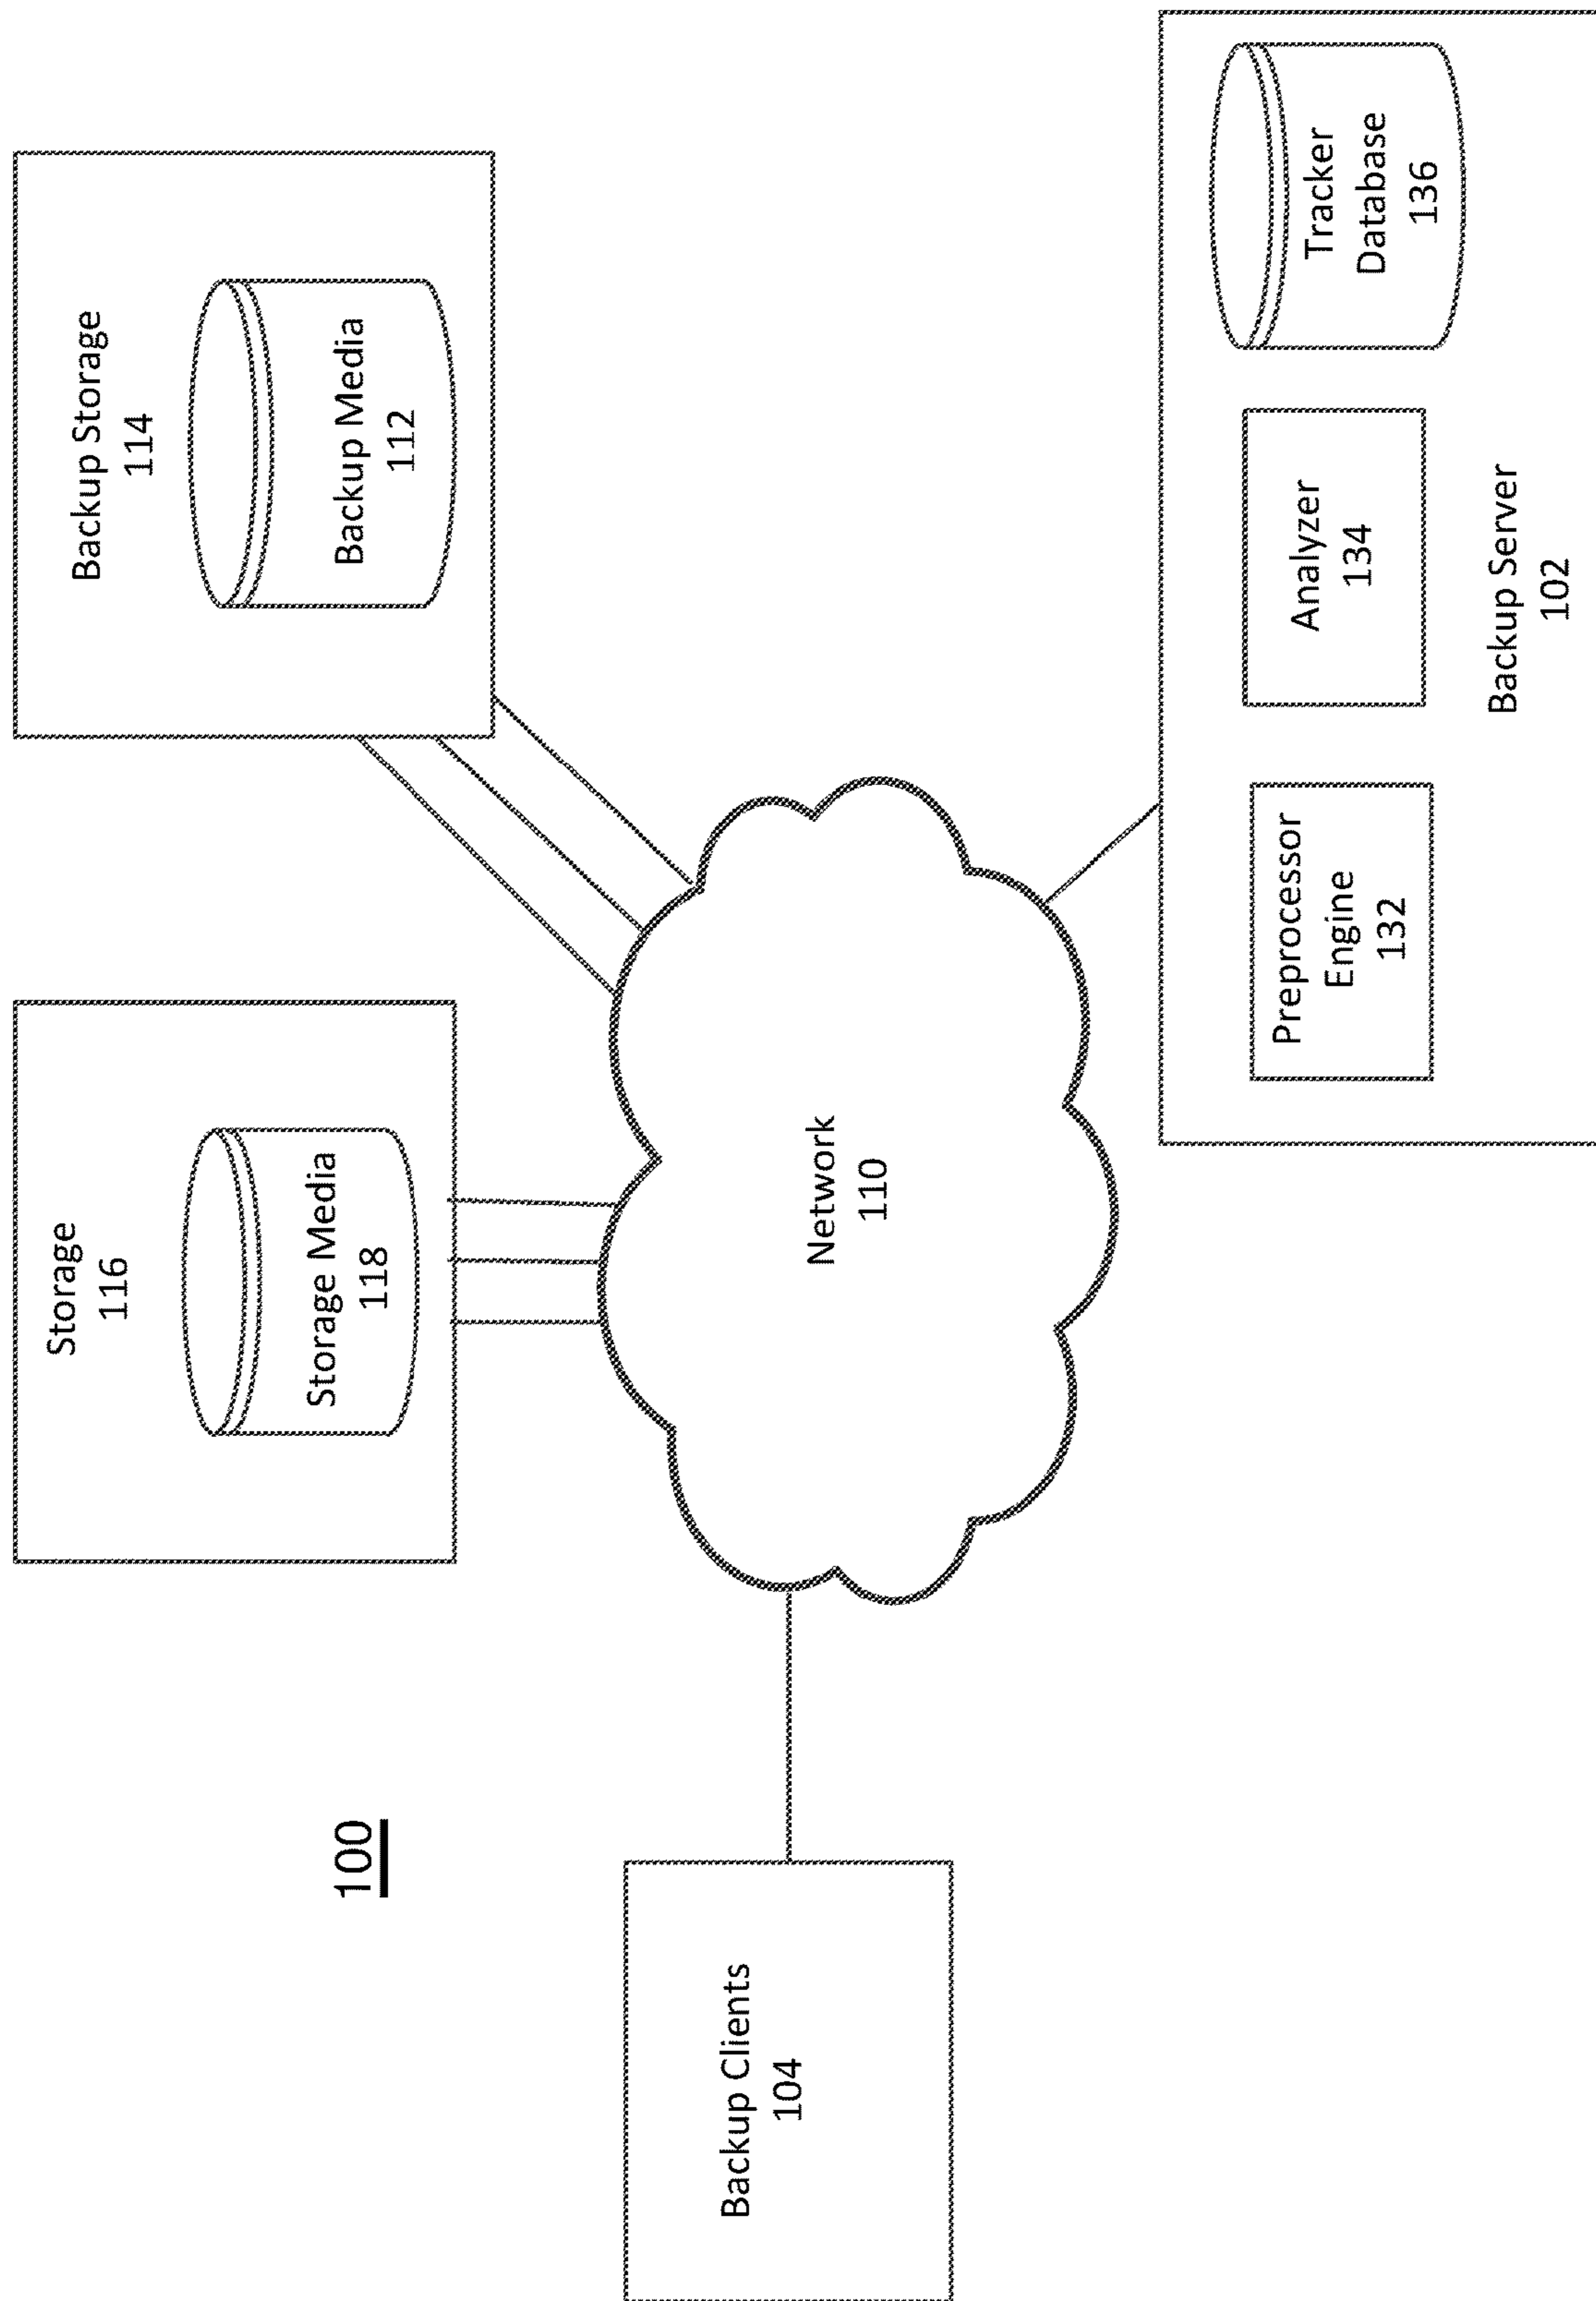 100
Storage
116
Storage Media
118
Backup Storage
114
Backup Media
112
Backup Clients
104
Network
110
Preprocessor
Engine
132
Analyzer
134
Tracker
Database
136
Backup Server
102